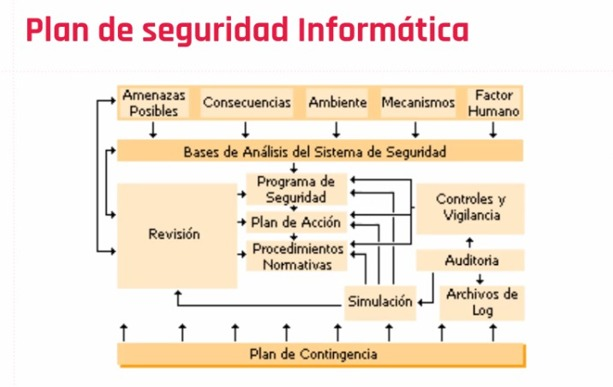 Plan de seguridad Informática
Amenazas
Posibles
Consecuencias
Ambiente
Mecanismos
Factor
Humano
Bases de Análisis del Sistema de Seguridad
Programa de
Seguridad
Controles y
Vigilancia
Revisión
Plan de Acción
Procedimientos
Normativas
Auditoria
Simulación
Archivos de
Log
Plan de Contingencia